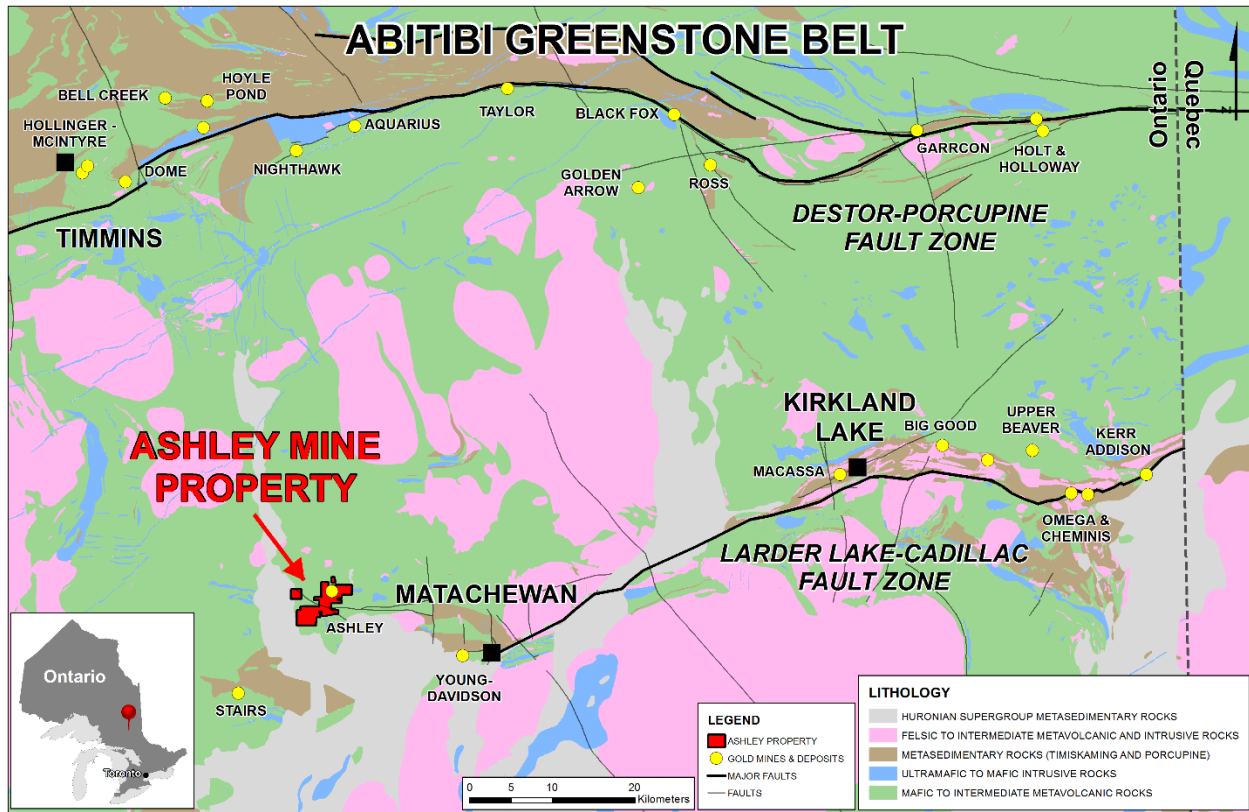 ABITIBI GREENSTONE BELT
Ontario
Quebec
N
BELL CREEK
HOYLE
POND
HOLLINGER -
MCINTYRE
DOME
NIGHTHAWK
AQUARIUS
TAYLOR
BLACK FOX
GOLDEN
ARROW
ROSS
GARRCON
HOLT &
HOLLOWAY
TIMMINS
DESTOR-PORCUPINE
FAULT ZONE
ASHLEY MINE
PROPERTY
KIRKLAND
LAKE
MACASSA
BIG GOOD
UPPER
BEAVER
KERR
ADDISON
OMEGA &
CHEMINIS
LARDER LAKE-CADILLAC
FAULT ZONE
MATACHEWAN
ASHLEY
YOUNG-
DAVIDSON
STAIRS
Ontario
Toronto
0 5 10 20
Kilometers
LEGEND
ASHLEY PROPERTY
GOLD MINES & DEPOSITS
MAJOR FAULTS
FAULTS
LITHOLOGY
HURONIAN SUPERGROUP METASEDIMENTARY ROCKS
FELSIC TO INTERMEDIATE METAVOLCANIC AND INTRUSIVE ROCKS
METASEDIMENTARY ROCKS (TIMISKAMING AND PORCUPINE)
ULTRAMAFIC TO MAFIC INTRUSIVE ROCKS
MAFIC TO INTERMEDIATE METAVOLCANIC ROCKS